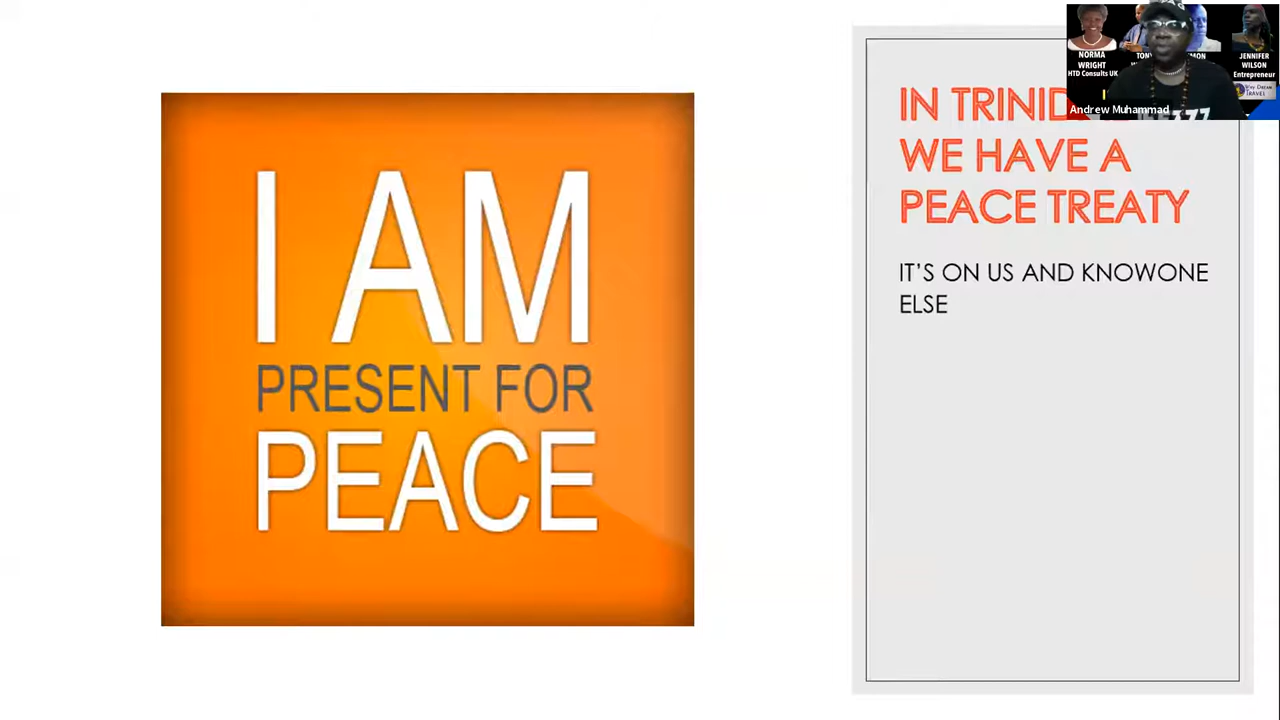 I AM
PRESENT FOR
PEACE
IN TRINID
WE HAVE A
PEACE TREATY
IT'S ON US AND KNOWONE
ELSE
NORMA
WRIGHT
HTD Consults UK
JENNIFER
WILSON
Entrepreneur
TRAVEL
Andrew Muhammad